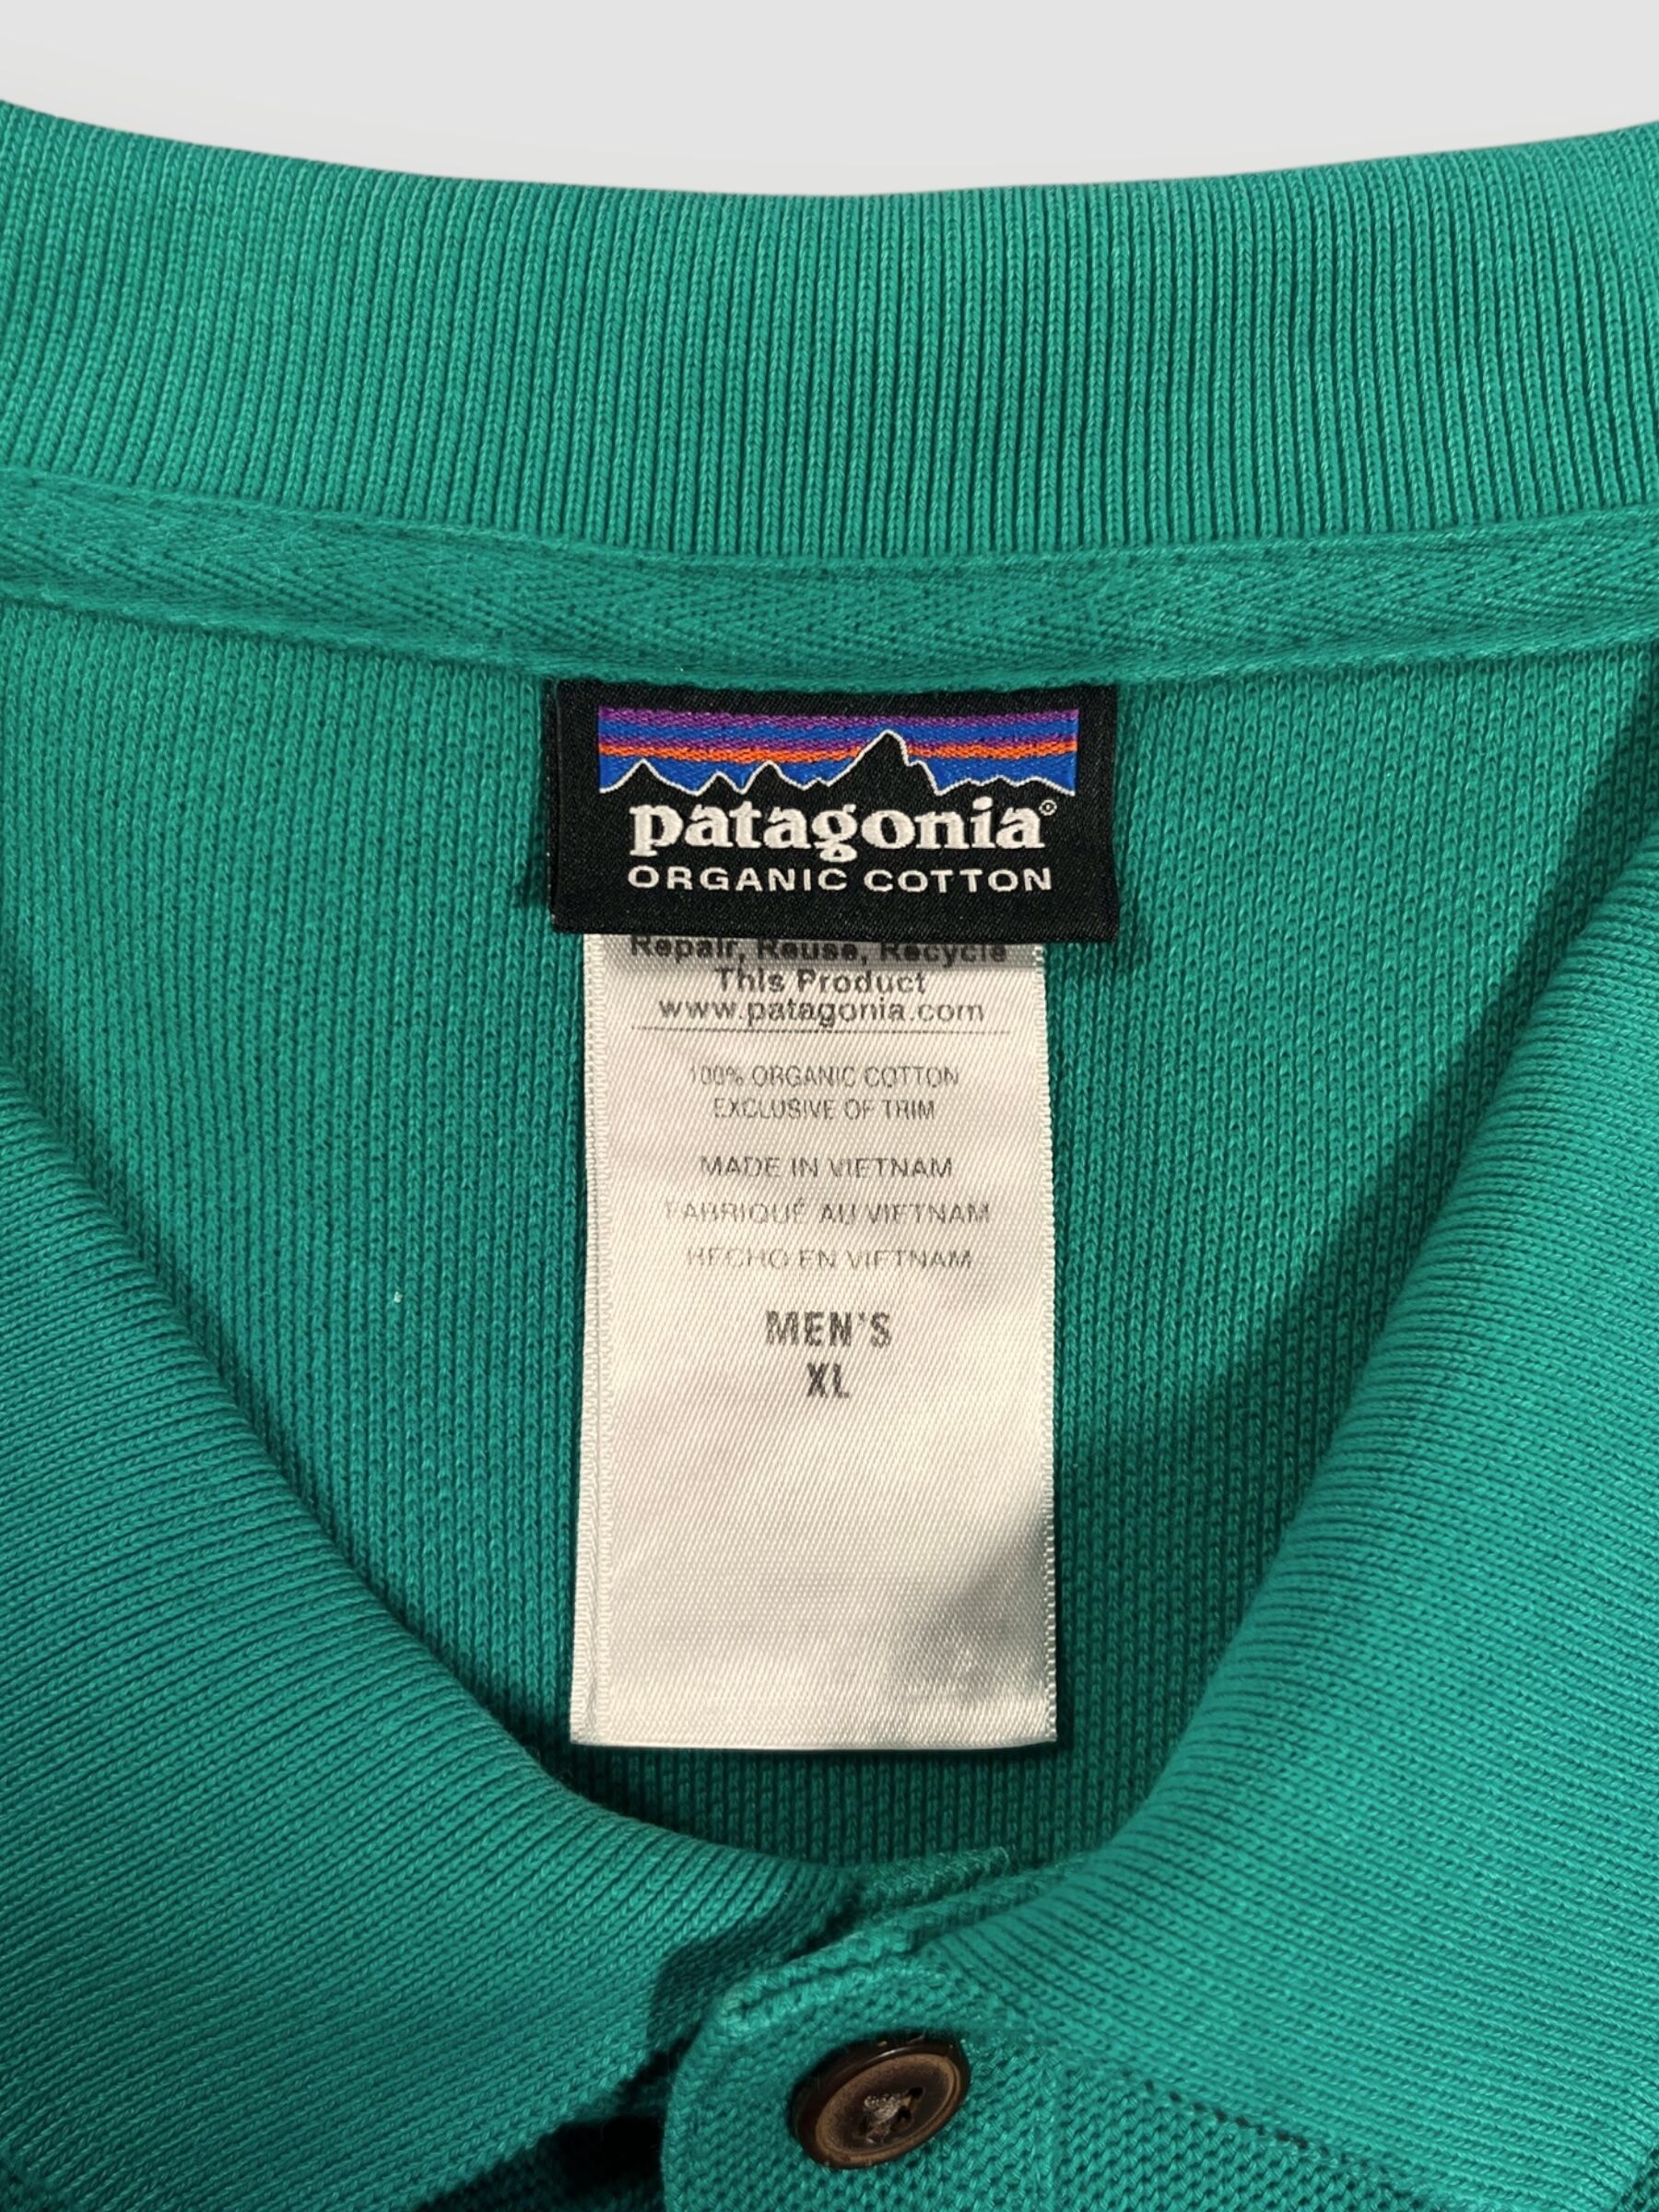 patagonia®
ORGANIC COTTON
Repair, Reuse, Recycle
This Product
www.patagonia.com
100% ORGANIC COTTON
EXCLUSIVE OF TRIM
MADE IN VIETNAM
FABRIQUÉ AU VIETNAM
HECHO EN VIETNAM
MEN'S
XL